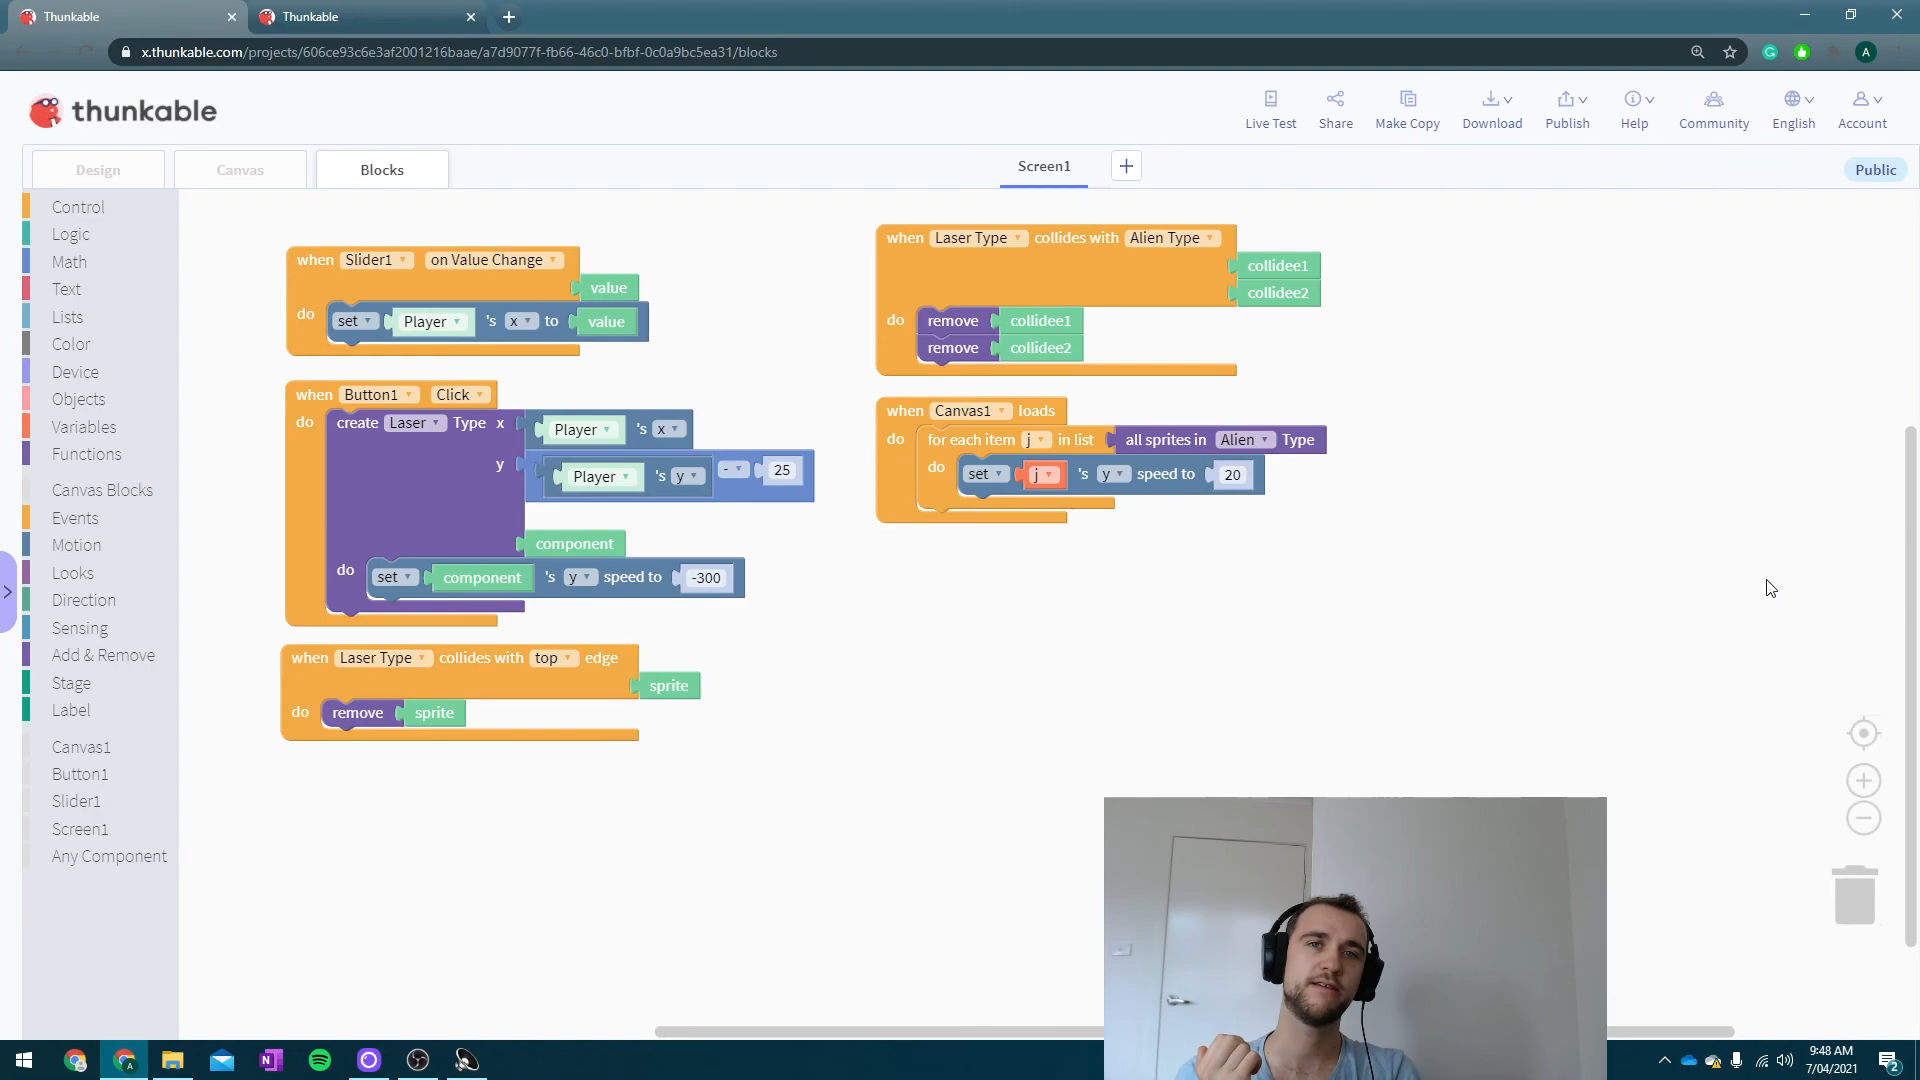 Thunkable
Thunkable
x.thunkable.com/projects/606ce93c6e3af2001216baae/a7d9077f-fb66-46c0-bfbf-0c0a9bc5ea31/blocks
A
thunkable
Live Test
Share
Make Copy
Download
Publish
Help
Community
English
Account
Design
Canvas
Blocks
Screen1
Public
Control
Logic
Math
Text
Lists
Color
Device
Objects
Variables
Functions
Canvas Blocks
Events
Motion
Looks
Direction
Sensing
Add & Remove
Stage
Label
Canvas1
Button1
Slider1
Screen1
Any Component
when Slider1 on Value Change
value
do set Player 's x to value
when Button1 Click
do create Laser Type x Player 's x
y Player 's y - 25
component
do set component 's y speed to -300
when Laser Type collides with top edge
sprite
do remove sprite
when Laser Type collides with Alien Type
collidee1
collidee2
do remove collidee1
remove collidee2
when Canvas1 loads
do for each item j in list all sprites in Alien Type
do set j 's y speed to 20
9:48 AM
7/04/2021
2